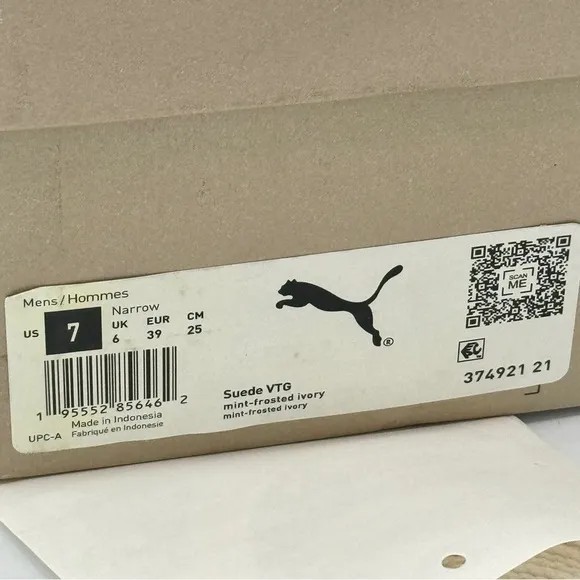 Mens/Hommes
Narrow
US 7 UK 6 EUR 39 CM 25
1 95552 85646 2
UPC-A
Made in Indonesia
Fabriqué en Indonesie
®
Suede VTG
mint-frosted ivory
mint-frosted ivory
SCAN
ME
374921 21